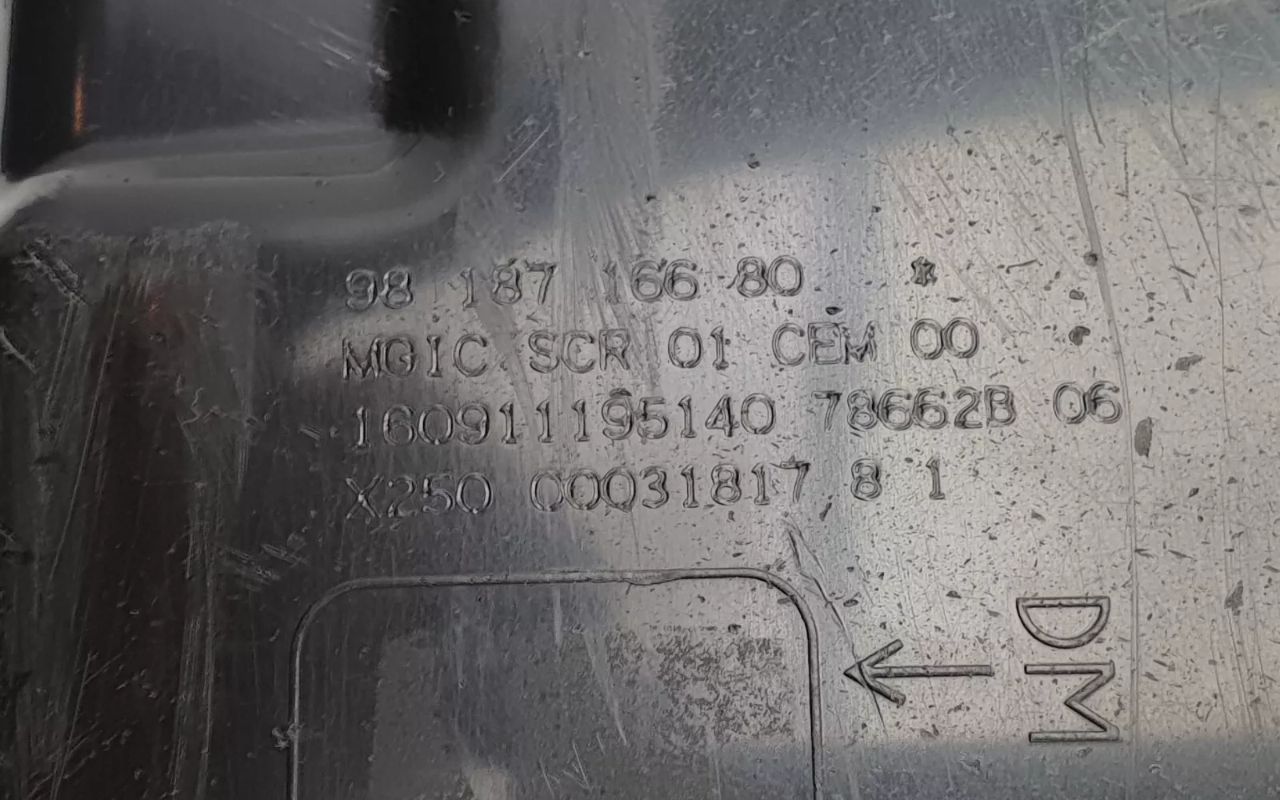 98 187 166 80 *
MGIC SCR 01 CEM 00
160911195140 78662B 06
X250 00031817 8 1
DM